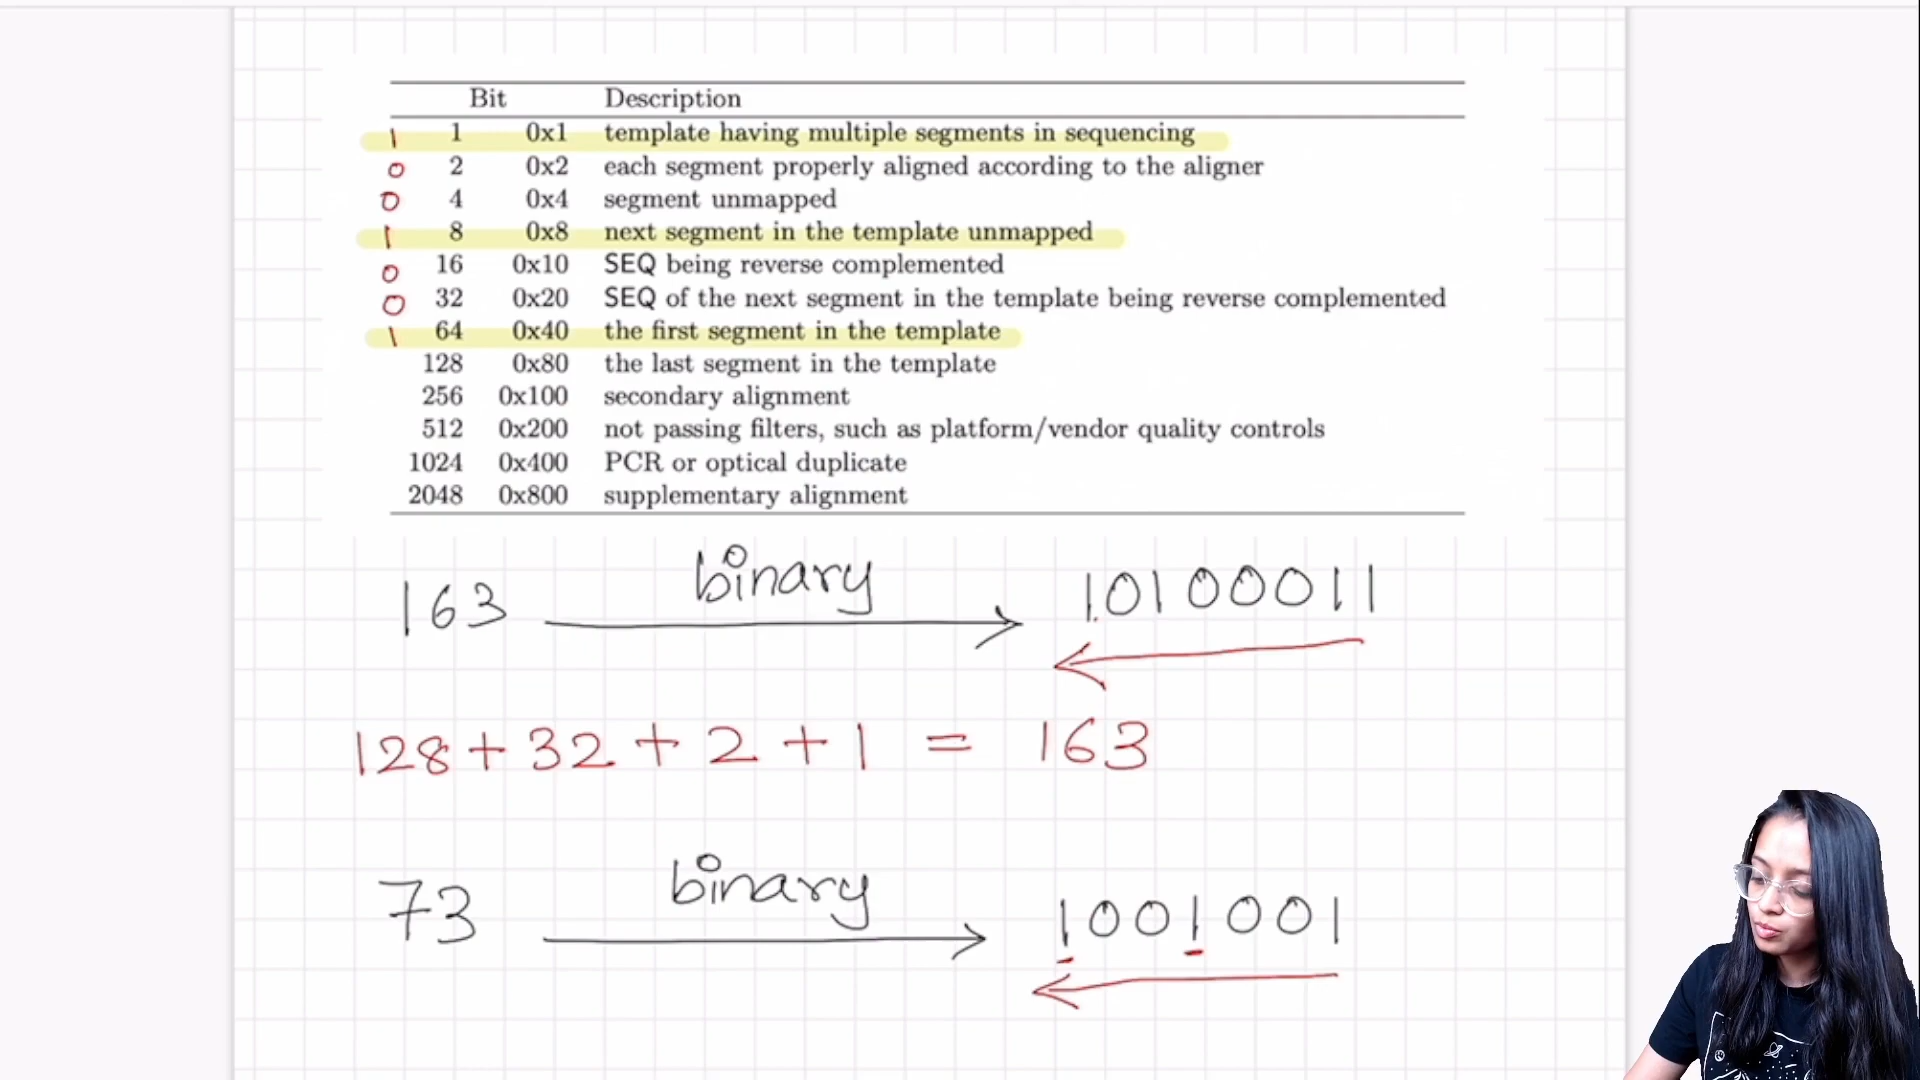 Bit Description
1 1 0x1 template having multiple segments in sequencing
0 2 0x2 each segment properly aligned according to the aligner
0 4 0x4 segment unmapped
1 8 0x8 next segment in the template unmapped
0 16 0x10 SEQ being reverse complemented
0 32 0x20 SEQ of the next segment in the template being reverse complemented
1 64 0x40 the first segment in the template
128 0x80 the last segment in the template
256 0x100 secondary alignment
512 0x200 not passing filters, such as platform/vendor quality controls
1024 0x400 PCR or optical duplicate
2048 0x800 supplementary alignment
163 binary 10100011
128 + 32 + 2 + 1 = 163
73 binary 1001001